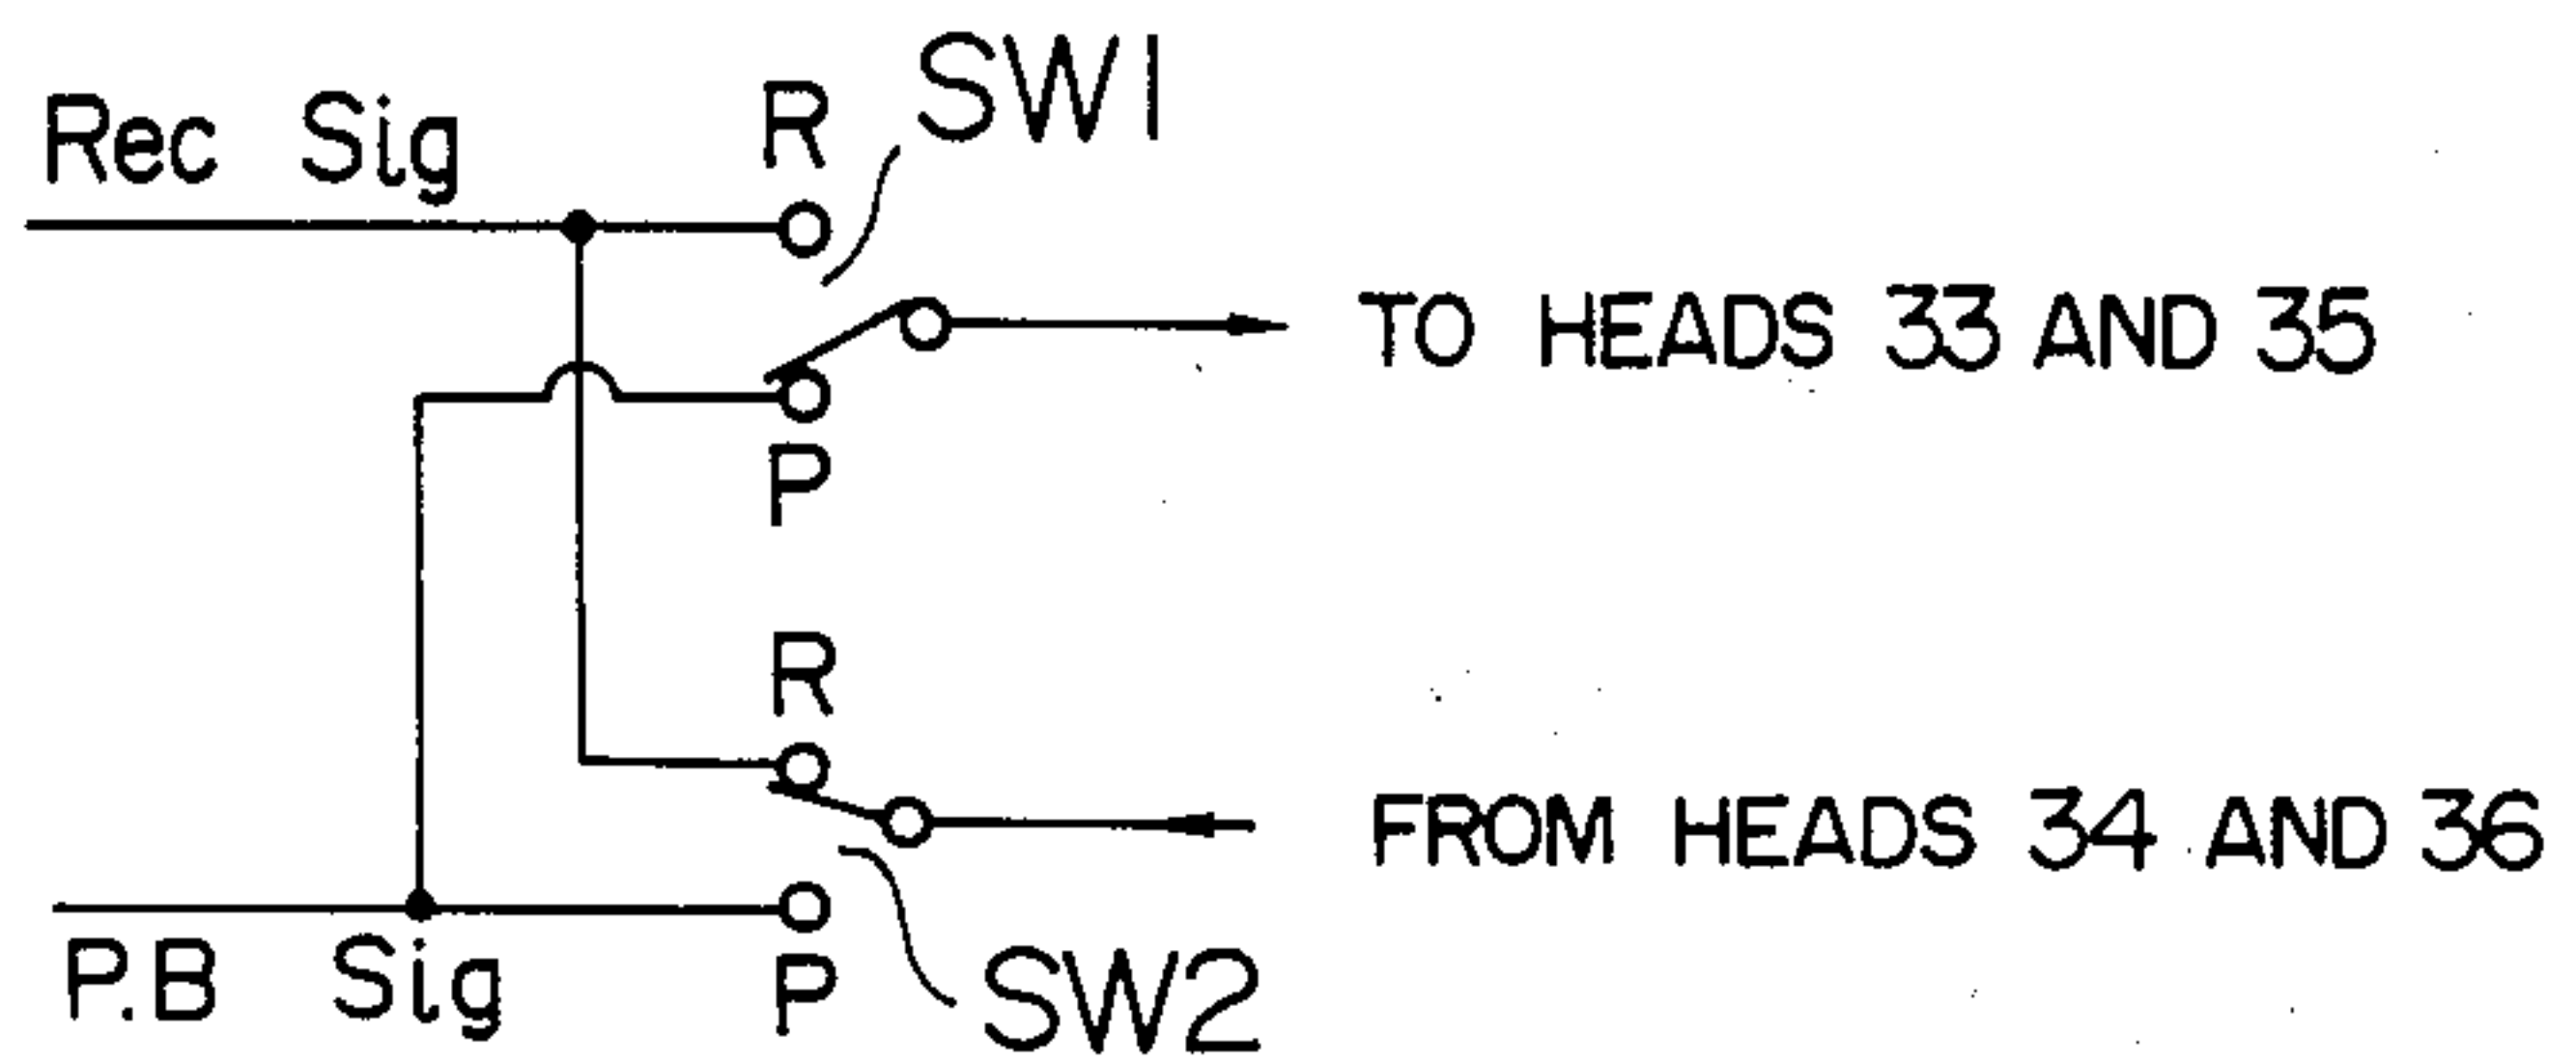 SW1
Rec Sig
R
TO HEADS 33 AND 35
P
R
FROM HEADS 34 AND 36
P.B Sig
P
SW2